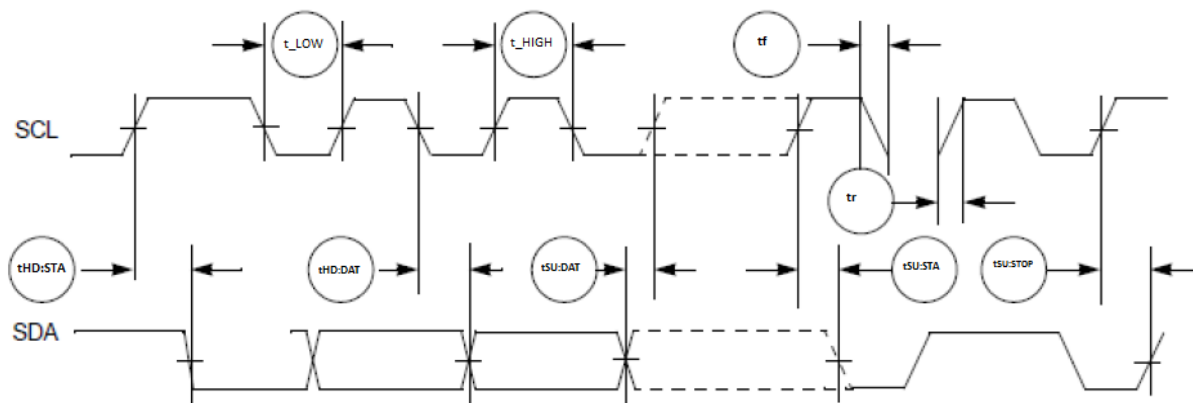 t_LOW
t_HIGH
tf
SCL
tr
tHD:STA
tHD:DAT
tSU:DAT
tSU:STA
tSU:STOP
SDA